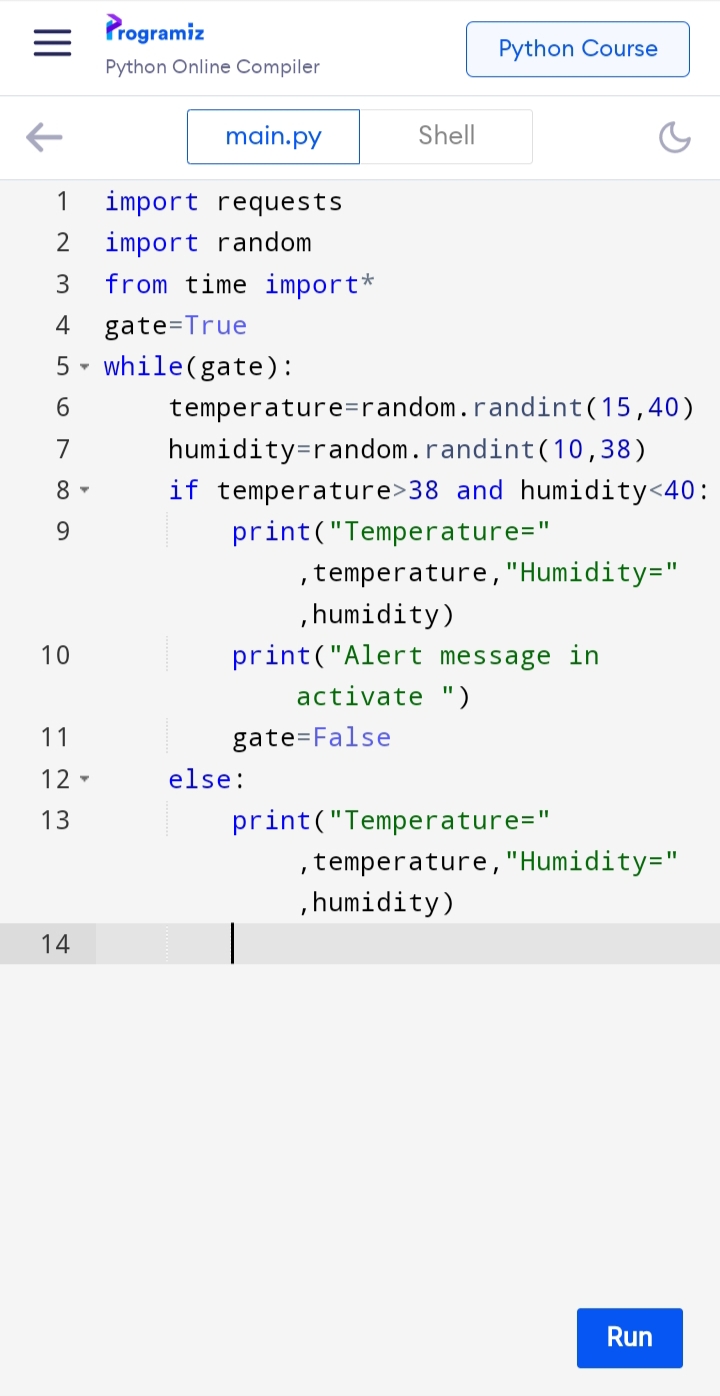 Programiz
Python Online Compiler
Python Course
main.py
Shell
1 import requests
2 import random
3 from time import*
4 gate=True
5 while(gate):
6 temperature=random.randint(15,40)
7 humidity=random.randint(10,38)
8 if temperature>38 and humidity<40:
9 print("Temperature="
,temperature,"Humidity="
,humidity)
10 print("Alert message in
activate ")
11 gate=False
12 else:
13 print("Temperature="
,temperature,"Humidity="
,humidity)
14
Run